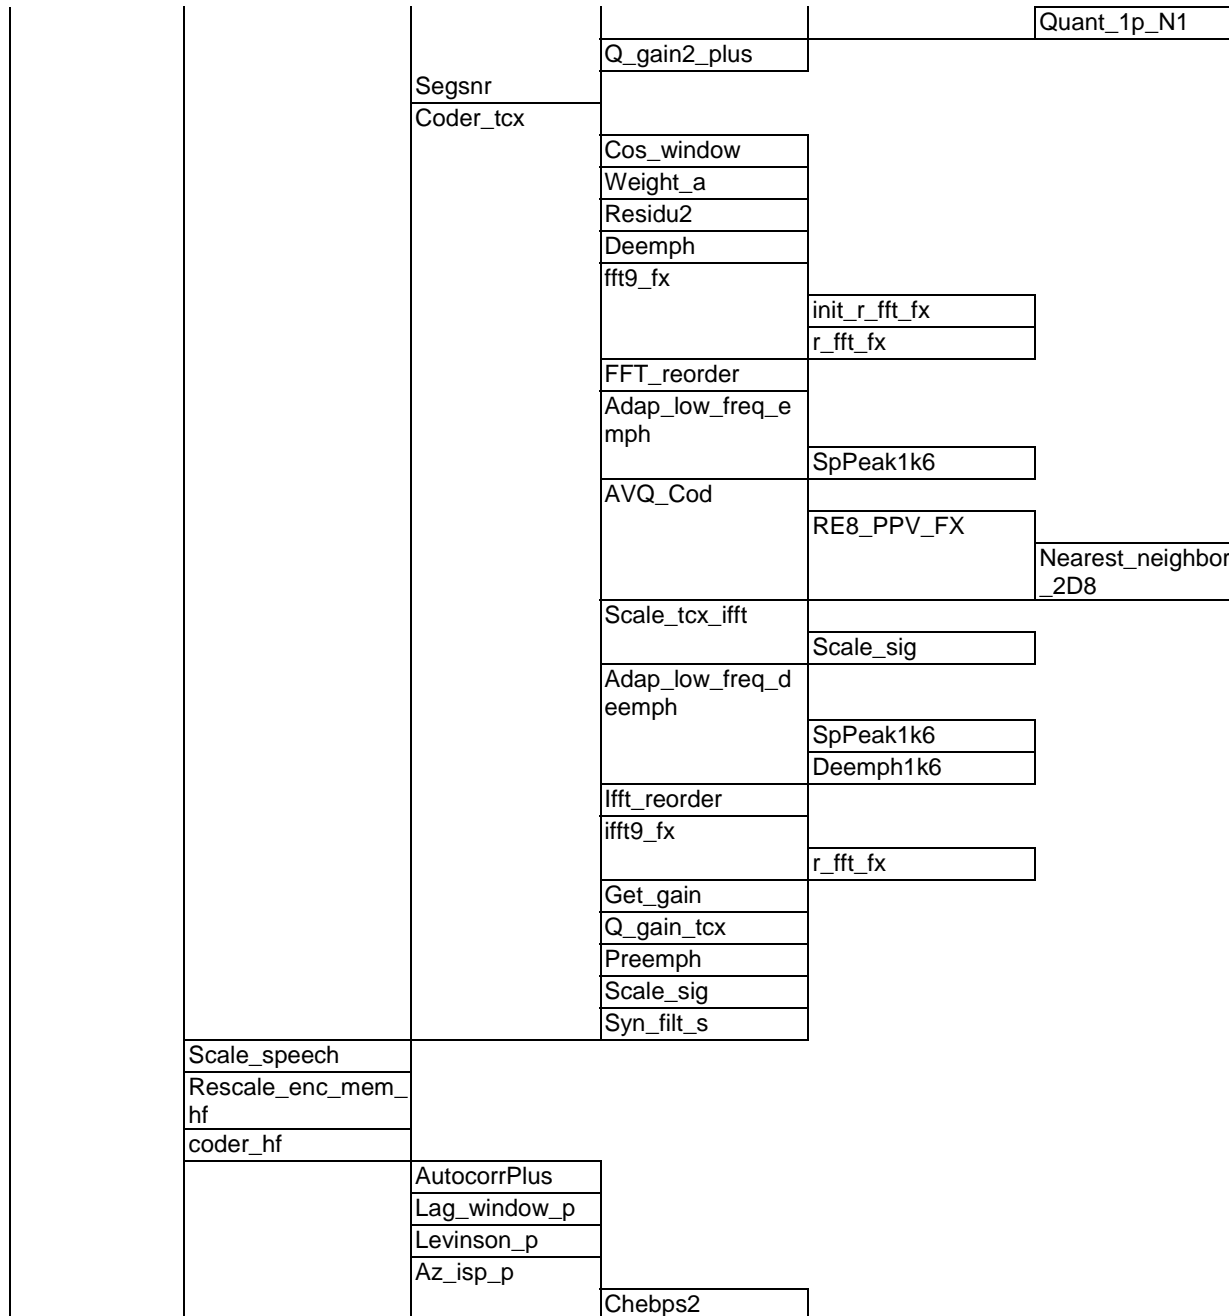 Quant_1p_N1
Q_gain2_plus
Segsnr
Coder_tcx
Cos_window
Weight_a
Residu2
Deemph
fft9_fx
init_r_fft_fx
r_fft_fx
FFT_reorder
Adap_low_freq_e
mph
SpPeak1k6
AVQ_Cod
RE8_PPV_FX
Nearest_neighbor
_2D8
Scale_tcx_ifft
Scale_sig
Adap_low_freq_d
eemph
SpPeak1k6
Deemph1k6
Ifft_reorder
ifft9_fx
r_fft_fx
Get_gain
Q_gain_tcx
Preemph
Scale_sig
Syn_filt_s
Scale_speech
Rescale_enc_mem_
hf
coder_hf
AutocorrPlus
Lag_window_p
Levinson_p
Az_isp_p
Chebps2